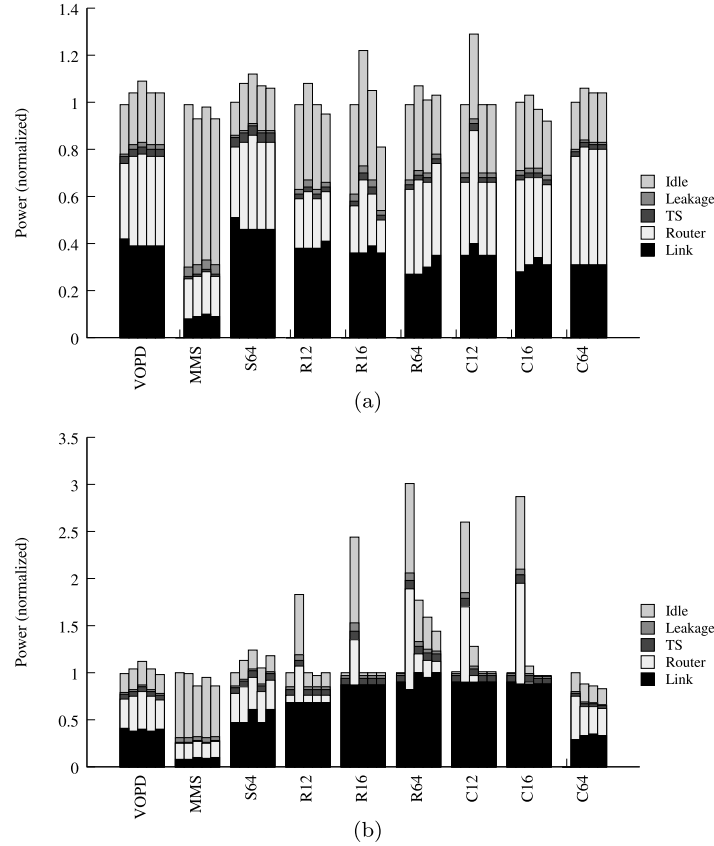 1.4
1.2
1
0.8
0.6
0.4
0.2
0
Power (normalized)
Idle
Leakage
TS
Router
Link
VOPD
MMS
S64
R12
R16
R64
C12
C16
C64
(a)
3.5
3
2.5
2
1.5
1
0.5
0
Power (normalized)
Idle
Leakage
TS
Router
Link
VOPD
MMS
S64
R12
R16
R64
C12
C16
C64
(b)